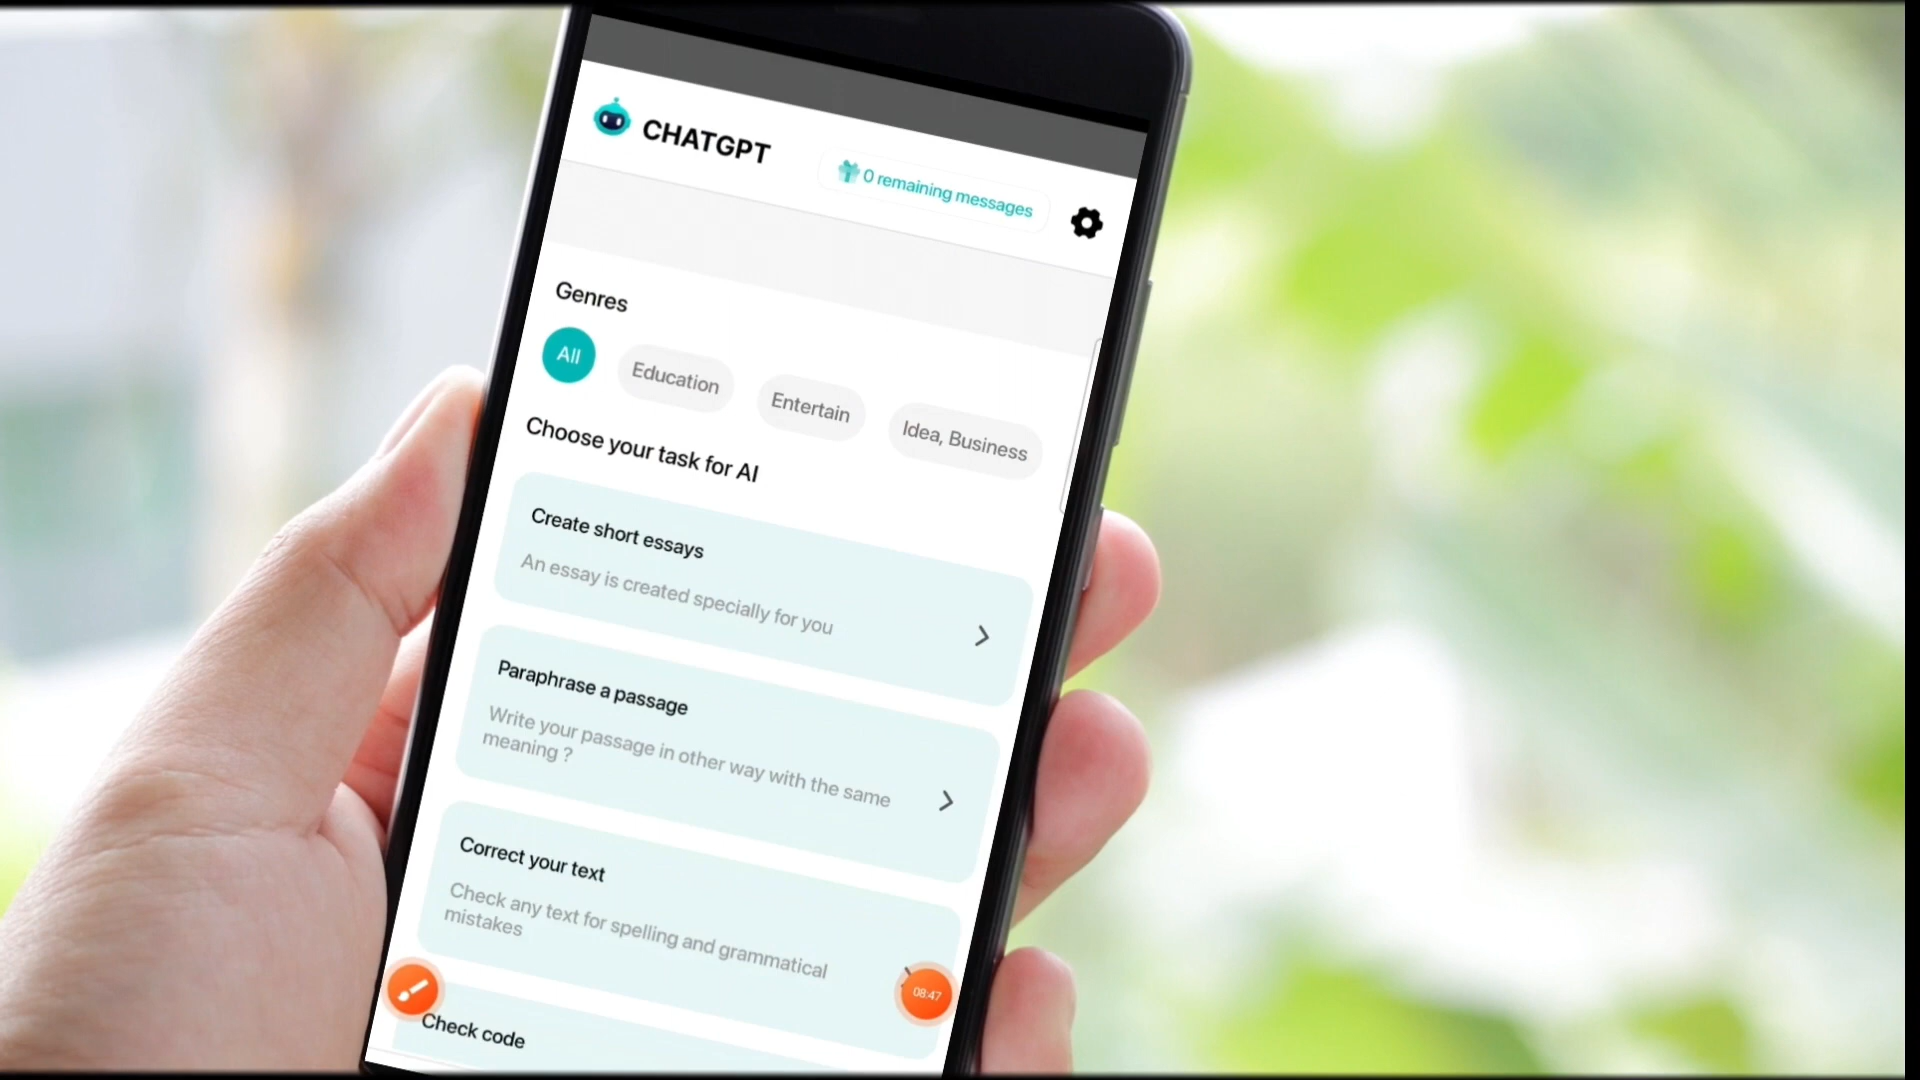 CHATGPT
0 remaining messages
Genres
All
Education
Entertain
Idea, Business
Choose your task for AI
Create short essays
An essay is created specially for you
Paraphrase a passage
Write your passage in other way with the same
meaning ?
Correct your text
Check any text for spelling and grammatical
mistakes
08:47
Check code